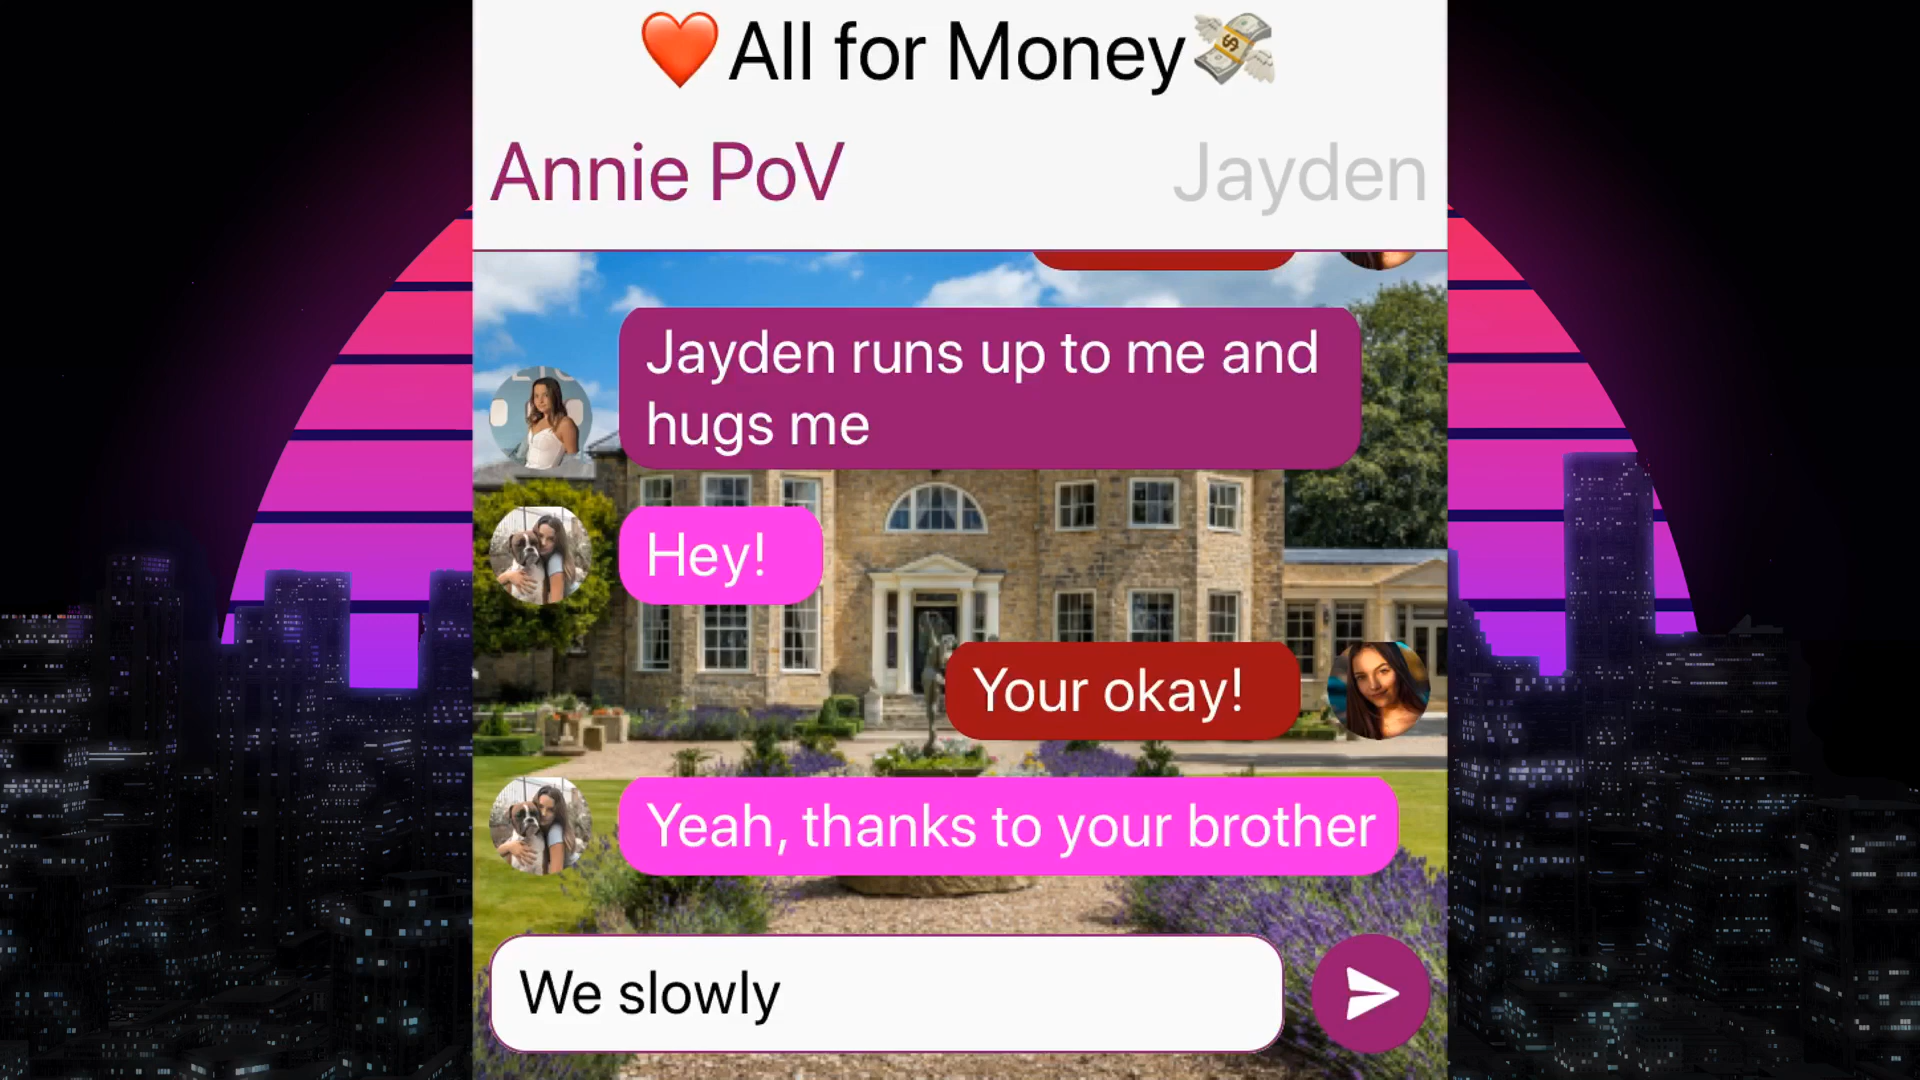 ❤️All for Money💸
Annie PoV
Jayden
Jayden runs up to me and
hugs me
Hey!
Your okay!
Yeah, thanks to your brother
We slowly